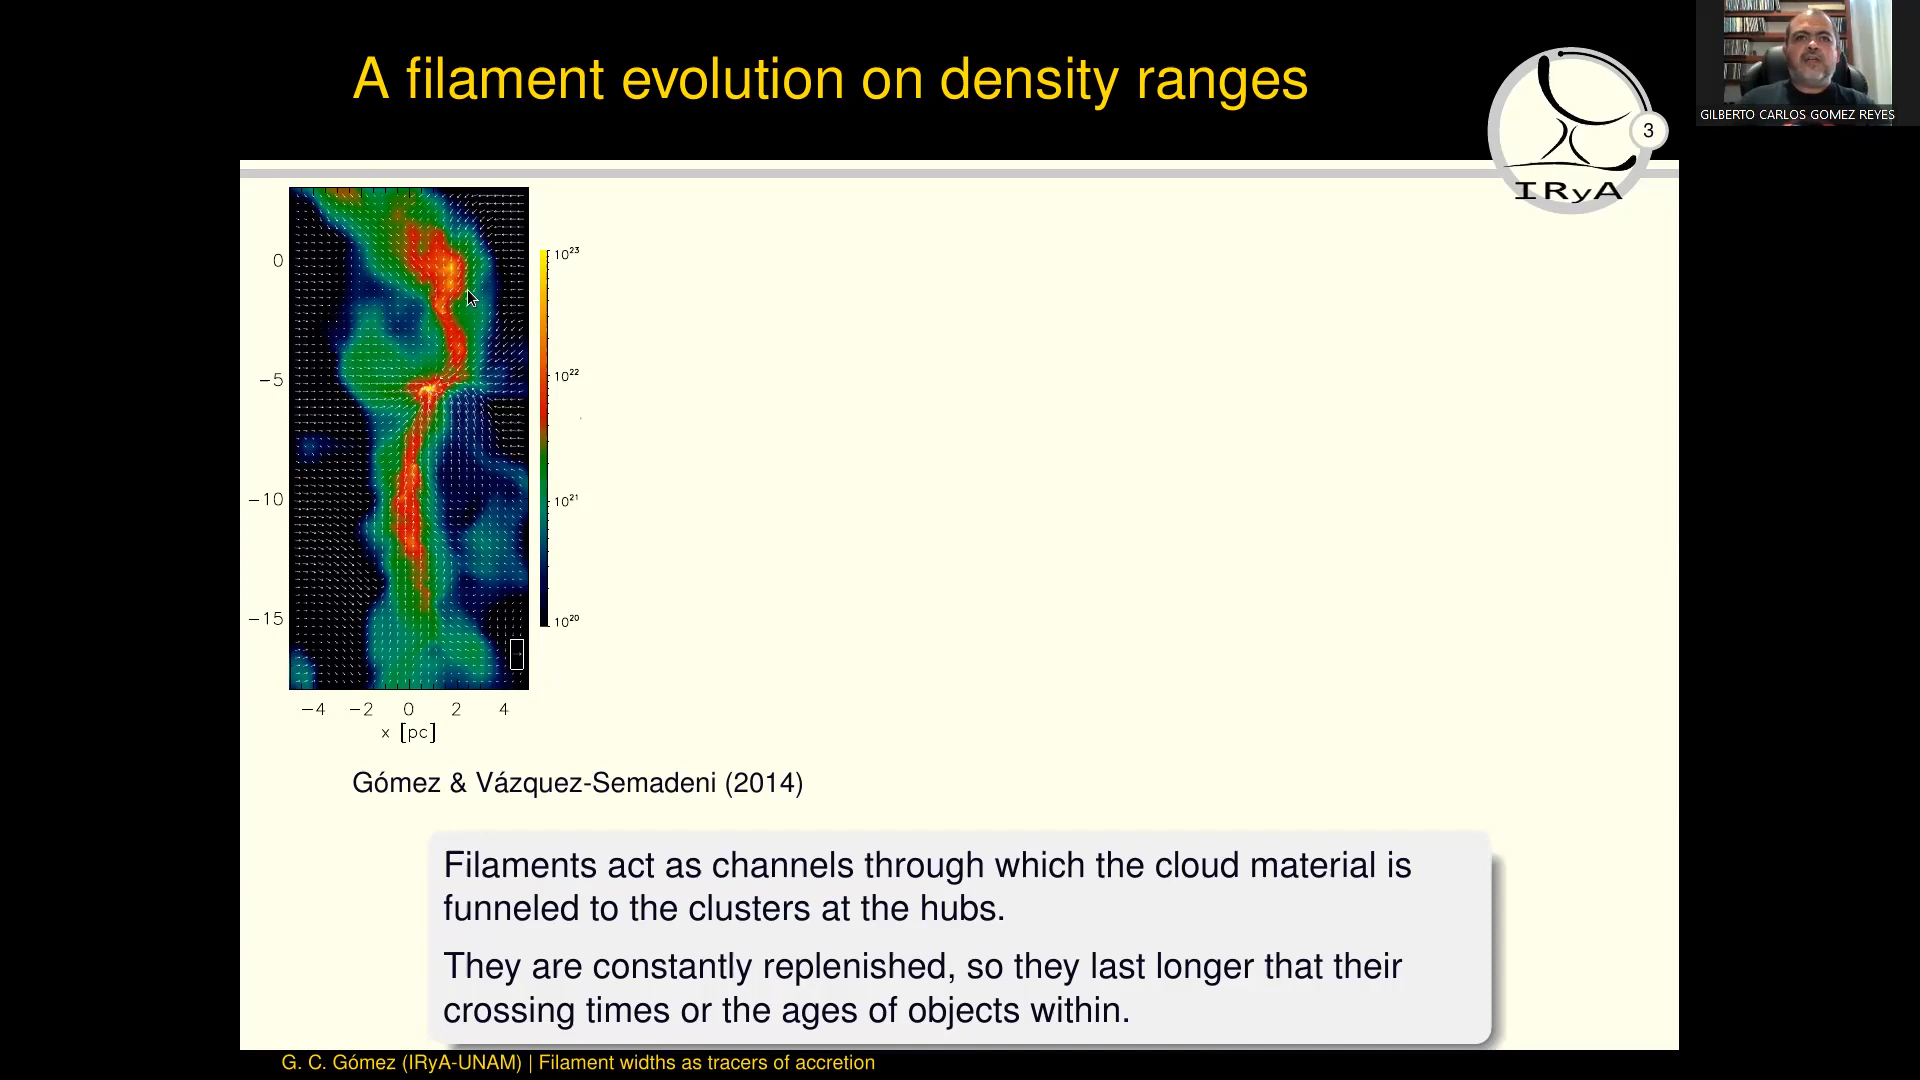 A filament evolution on density ranges
3
IRyA
GILBERTO CARLOS GOMEZ REYES
0
−5
−10
−15
10²³
10²²
10²¹
10²⁰
−4 −2 0 2 4
x [pc]
Gómez & Vázquez-Semadeni (2014)
Filaments act as channels through which the cloud material is
funneled to the clusters at the hubs.
They are constantly replenished, so they last longer that their
crossing times or the ages of objects within.
G. C. Gómez (IRyA-UNAM) | Filament widths as tracers of accretion